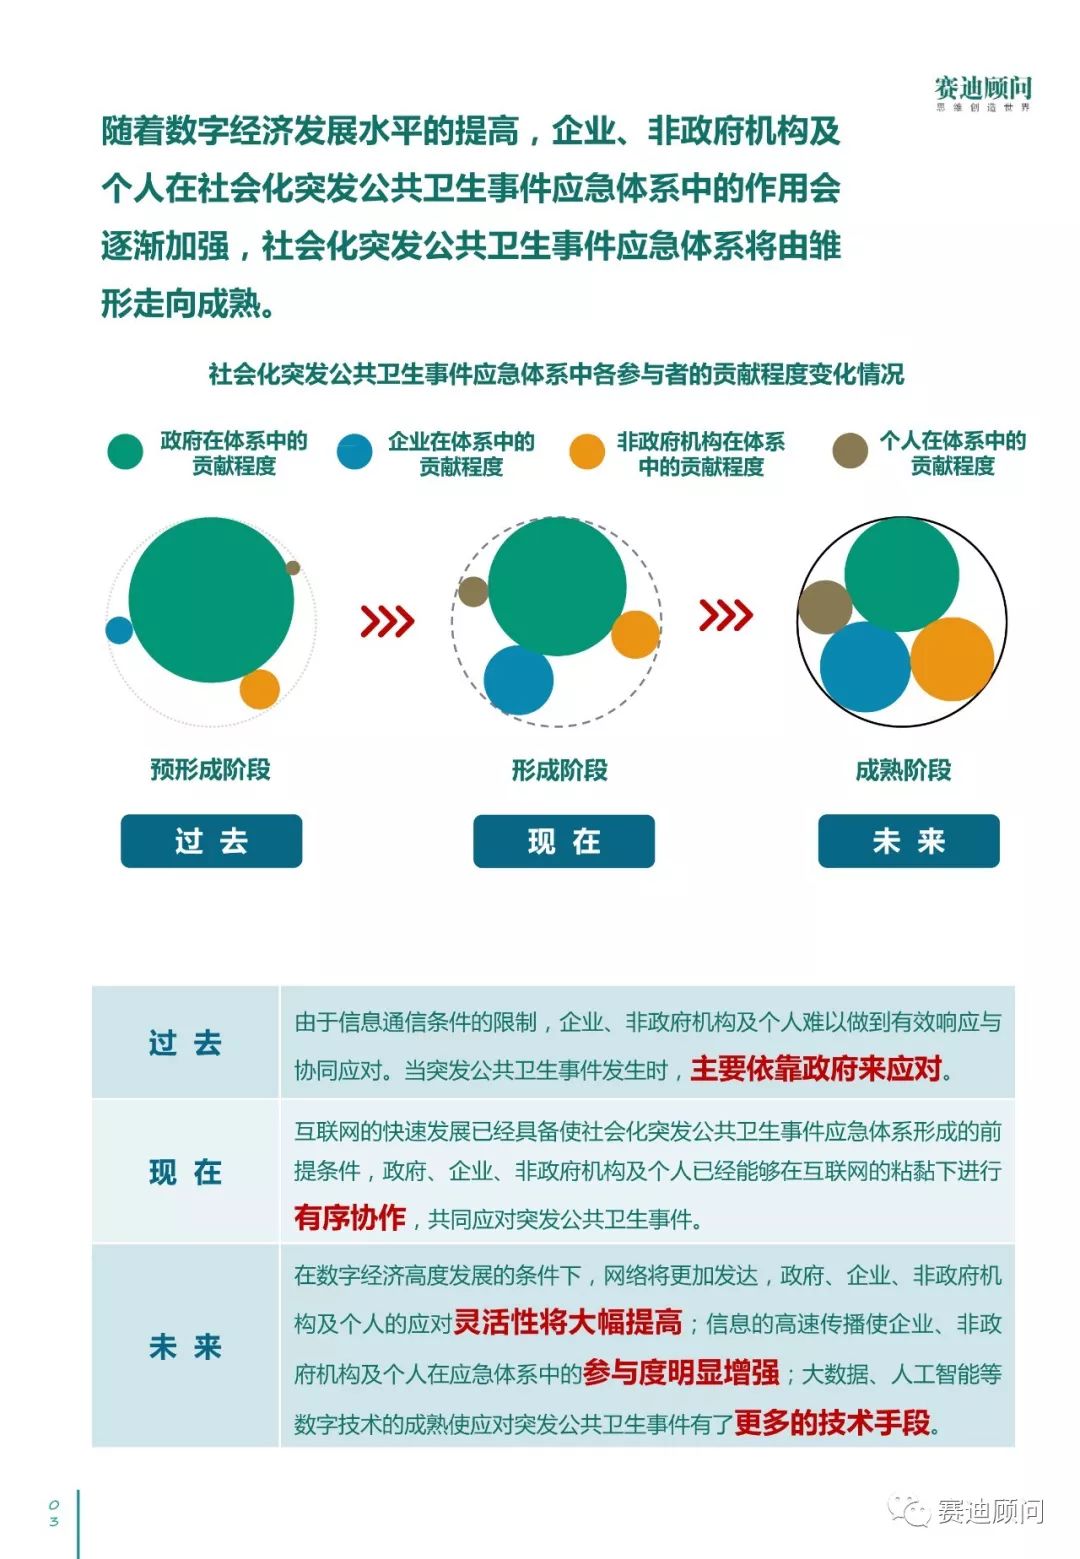 赛迪顾问
思维创造世界
随着数字经济发展水平的提高，企业、非政府机构及
个人在社会化突发公共卫生事件应急体系中的作用会
逐渐加强，社会化突发公共卫生事件应急体系将由雏
形走向成熟。
社会化突发公共卫生事件应急体系中各参与者的贡献程度变化情况
政府在体系中的
贡献程度
企业在体系中的
贡献程度
非政府机构在体系
中的贡献程度
个人在体系中的
贡献程度
预形成阶段
形成阶段
成熟阶段
过去
现在
未来
过去
由于信息通信条件的限制，企业、非政府机构及个人难以做到有效响应与
协同应对。当突发公共卫生事件发生时，主要依靠政府来应对。
现在
互联网的快速发展已经具备使社会化突发公共卫生事件应急体系形成的前
提条件，政府、企业、非政府机构及个人已经能够在互联网的粘黏下进行
有序协作，共同应对突发公共卫生事件。
未来
在数字经济高度发展的条件下，网络将更加发达，政府、企业、非政府机
构及个人的应对灵活性将大幅提高；信息的高速传播使企业、非政
府机构及个人在应急体系中的参与度明显增强；大数据、人工智能等
数字技术的成熟使应对突发公共卫生事件有了更多的技术手段。
03
赛迪顾问